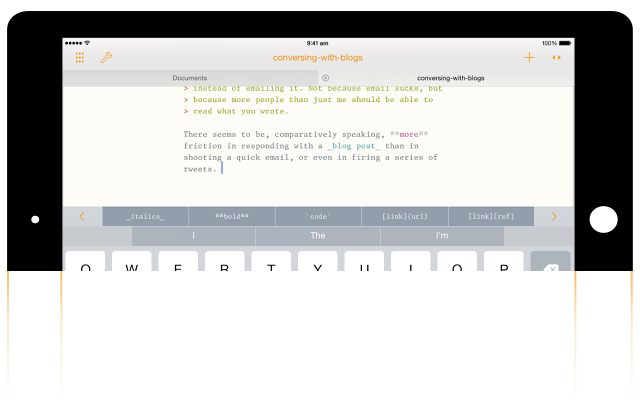 9:41 am
100%
conversing-with-blogs
Documents
conversing-with-blogs
> instead of emailing it. Not because email sucks, but
> because more people than just me should be able to
> read what you wrote.
There seems to be, comparatively speaking, **more**
friction in responding with a _blog post_ than in
shooting a quick email, or even in firing a series of
tweets.
_italics_ **bold** `code` [link](url) [link][ref]
I The I'm
Q W E R T Y U I O P